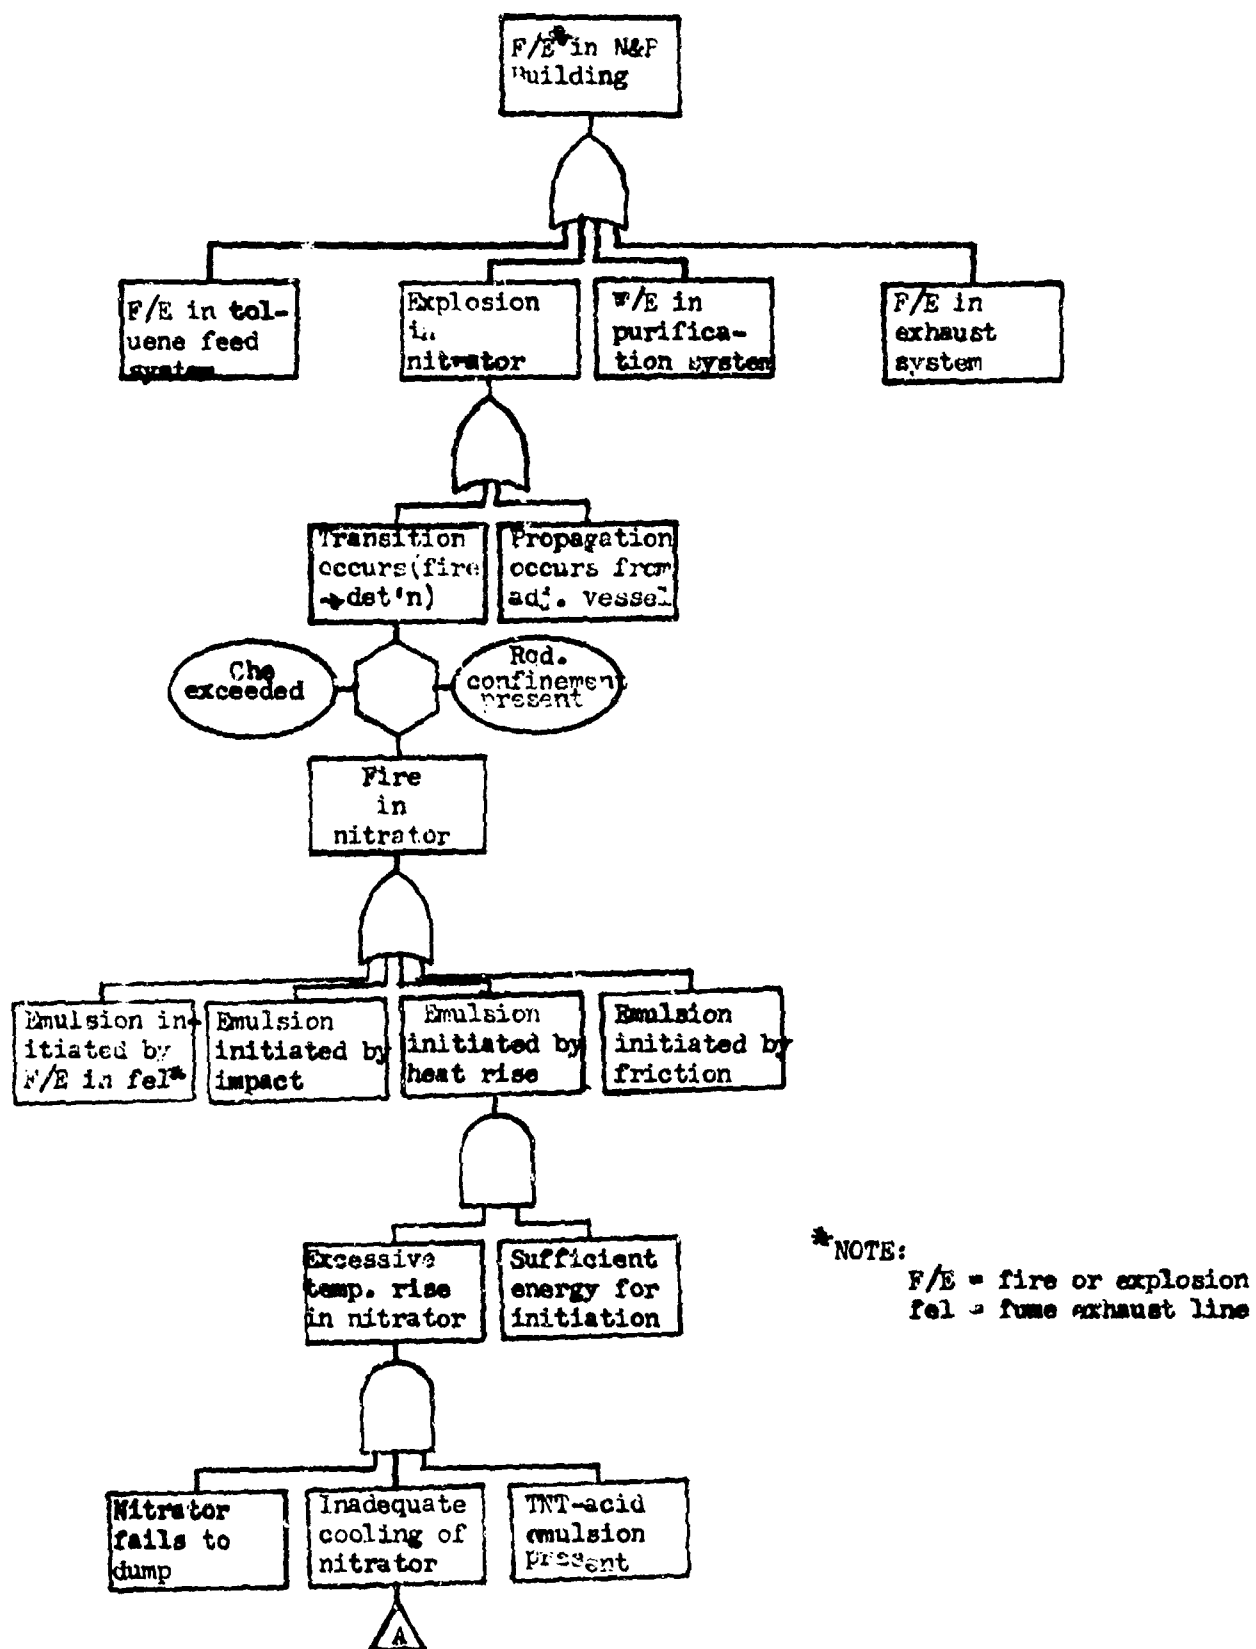 F/E* in N&P
Building
F/E in tol-
uene feed
system
Explosion
in
nitrator
F/E in
purifica-
tion system
F/E in
exhaust
system
Transition
occurs(fire
→det'n)
Propagation
occurs from
adj. vessel
Chg
exceeded
Rqd.
confinement
present
Fire
in
nitrator
Emulsion in-
itiated by
F/E in fel*
Emulsion
initiated by
impact
Emulsion
initiated by
heat rise
Emulsion
initiated by
friction
Excessive
temp. rise
in nitrator
Sufficient
energy for
initiation
*NOTE:
F/E = fire or explosion
fel = fume exhaust line
Nitrator
fails to
dump
Inadequate
cooling of
nitrator
TNT-acid
emulsion
present
A